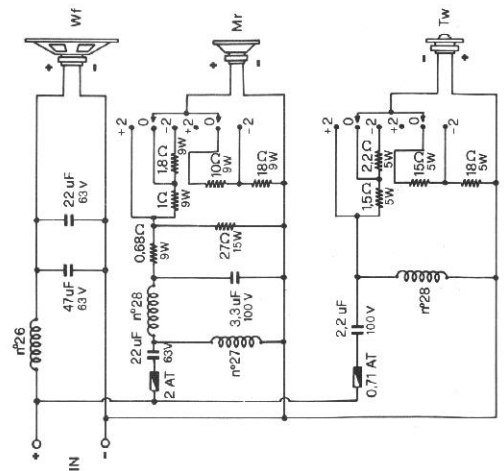 Wf
+
-
22 uF
63 V
47 uF
63 V
n°26
+
IN
-
Mr
+
-
+2
0
-2
+2
0
-2
1,8Ω
9W
1Ω
9W
10Ω
9W
18Ω
9W
0,68Ω
9W
27Ω
15W
n°28
3,3 uF
100 V
22 uF
63V
n°27
2 AT
Tw
+
-
+2
0
-2
+2
0
-2
2,2Ω
5W
1,5Ω
5W
15Ω
5W
18Ω
5W
2,2 uF
100 V
n°28
0,71 AT